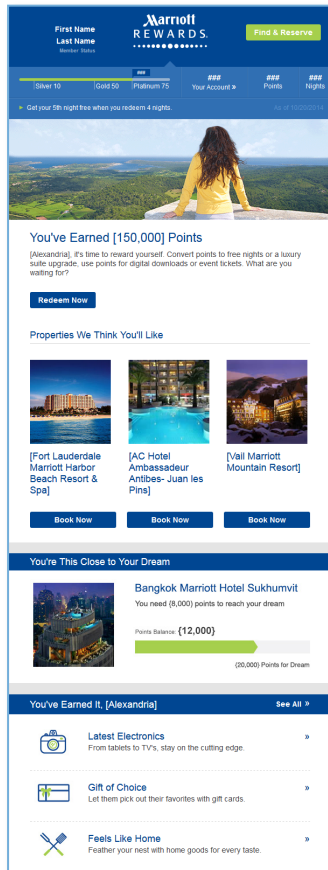 First Name
Last Name
Member Status
Marriott
REWARDS.
Find & Reserve
###
Silver 10
Gold 50
Platinum 75
###
Your Account »
###
Points
###
Nights
► Get your 5th night free when you redeem 4 nights.
As of 10/20/2014
You've Earned [150,000] Points
[Alexandria], it's time to reward yourself. Convert points to free nights or a luxury
suite upgrade, use points for digital downloads or event tickets. What are you
waiting for?
Redeem Now
Properties We Think You'll Like
[Fort Lauderdale
Marriott Harbor
Beach Resort &
Spa]
[AC Hotel
Ambassadeur
Antibes- Juan les
Pins]
[Vail Marriott
Mountain Resort]
Book Now
Book Now
Book Now
You're This Close to Your Dream
Bangkok Marriott Hotel Sukhumvit
You need {8,000} points to reach your dream
Points Balance: {12,000}
(20,000) Points for Dream
You've Earned It, [Alexandria]
See All »
Latest Electronics »
From tablets to TV's, stay on the cutting edge.
Gift of Choice »
Let them pick out their favorites with gift cards.
Feels Like Home »
Feather your nest with home goods for every taste.